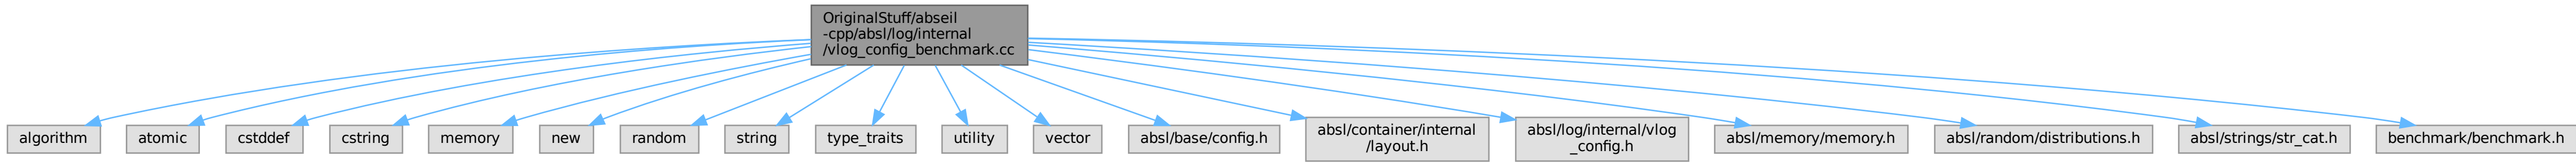 OriginalStuff/abseil
-cpp/absl/log/internal
/vlog_config_benchmark.cc
algorithm
atomic
cstddef
cstring
memory
new
random
string
type_traits
utility
vector
absl/base/config.h
absl/container/internal
/layout.h
absl/log/internal/vlog
_config.h
absl/memory/memory.h
absl/random/distributions.h
absl/strings/str_cat.h
benchmark/benchmark.h